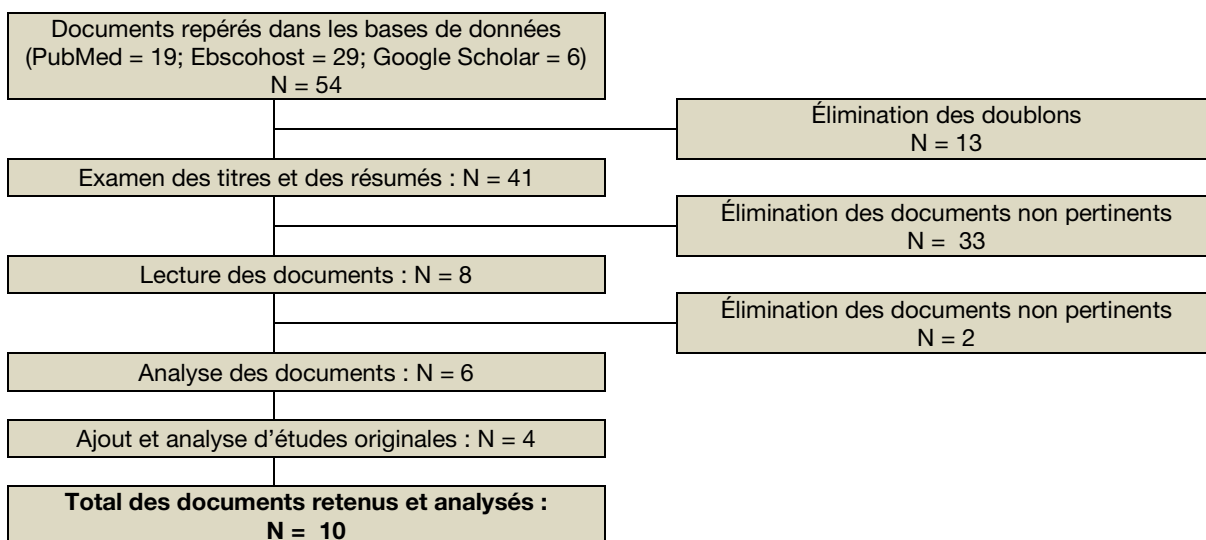 Documents repérés dans les bases de données
(PubMed = 19; Ebscohost = 29; Google Scholar = 6)
N = 54
Élimination des doublons
N = 13
Examen des titres et des résumés : N = 41
Élimination des documents non pertinents
N = 33
Lecture des documents : N = 8
Élimination des documents non pertinents
N = 2
Analyse des documents : N = 6
Ajout et analyse d’études originales : N = 4
Total des documents retenus et analysés :
N = 10